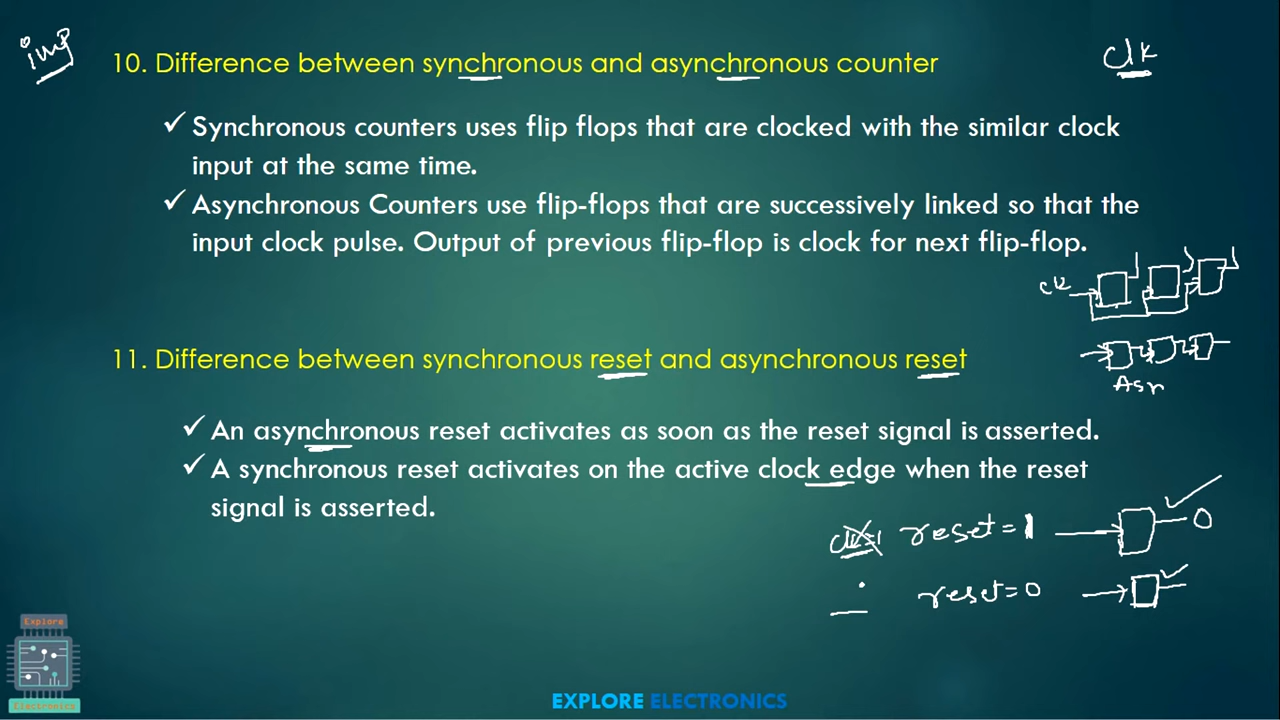 imp
10. Difference between synchronous and asynchronous counter
clk
✓ Synchronous counters uses flip flops that are clocked with the similar clock
input at the same time.
✓ Asynchronous Counters use flip-flops that are successively linked so that the
input clock pulse. Output of previous flip-flop is clock for next flip-flop.
clk
11. Difference between synchronous reset and asynchronous reset
Asn
✓ An asynchronous reset activates as soon as the reset signal is asserted.
✓ A synchronous reset activates on the active clock edge when the reset
signal is asserted.
reset=1
0
reset=0
Explore
Electronics
EXPLORE ELECTRONICS